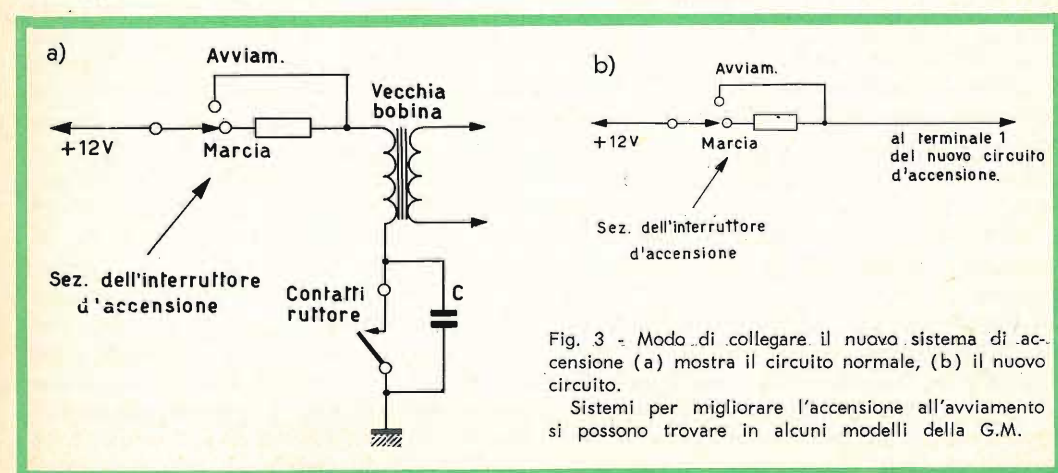 a)
Avviam.
Vecchia
bobina
+12V
Marcia
Sez. dell'interruttore
d'accensione
Contatti
ruttore
C
b)
Avviam.
+12V
Marcia
al terminale 1
del nuovo circuito
d'accensione.
Sez. dell'interruttore
d'accensione
Fig. 3 - Modo di collegare il nuovo sistema di ac-
censione (a) mostra il circuito normale, (b) il nuovo
circuito.
Sistemi per migliorare l'accensione all'avviamento
si possono trovare in alcuni modelli della G.M.